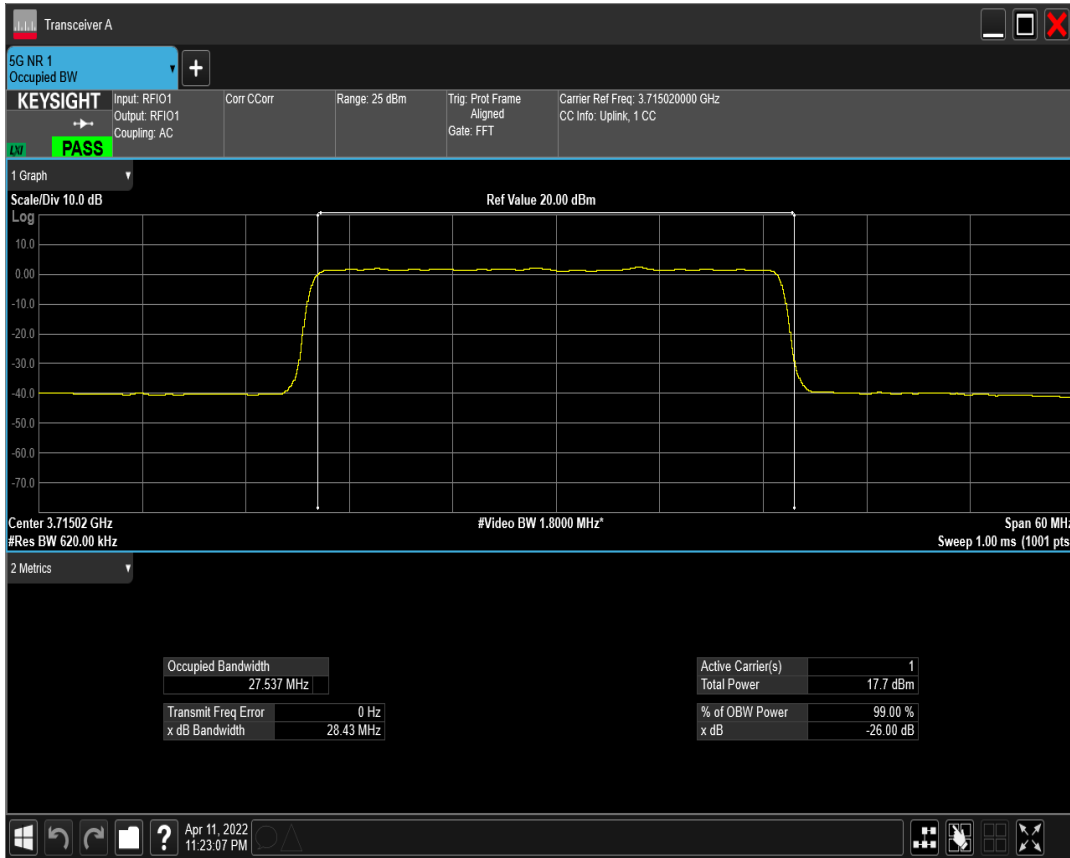 Transceiver A
5G NR 1
Occupied BW
+
KEYSIGHT
Input: RFIO1
Output: RFIO1
Coupling: AC
Corr CCorr
Range: 25 dBm
Trig: Prot Frame
Aligned
Gate: FFT
Carrier Ref Freq: 3.715020000 GHz
CC Info: Uplink, 1 CC
LXI
PASS
1 Graph
Scale/Div 10.0 dB
Ref Value 20.00 dBm
Log
10.0
0.00
-10.0
-20.0
-30.0
-40.0
-50.0
-60.0
-70.0
Center 3.71502 GHz
#Video BW 1.8000 MHz*
Span 60 MHz
#Res BW 620.00 kHz
Sweep 1.00 ms (1001 pts
2 Metrics
Occupied Bandwidth
27.537 MHz
Transmit Freq Error 0 Hz
x dB Bandwidth 28.43 MHz
Active Carrier(s) 1
Total Power 17.7 dBm
% of OBW Power 99.00 %
x dB -26.00 dB
?
Apr 11, 2022
11:23:07 PM